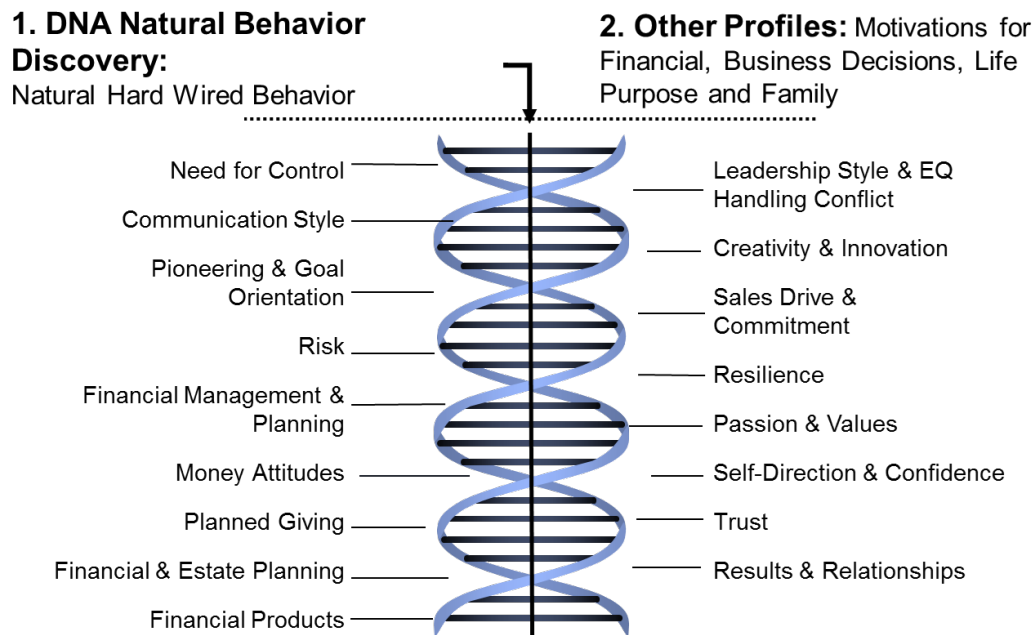 1. DNA Natural Behavior
Discovery:
Natural Hard Wired Behavior
2. Other Profiles: Motivations for
Financial, Business Decisions, Life
Purpose and Family
Need for Control
Communication Style
Pioneering & Goal
Orientation
Risk
Financial Management &
Planning
Money Attitudes
Planned Giving
Financial & Estate Planning
Financial Products
Leadership Style & EQ
Handling Conflict
Creativity & Innovation
Sales Drive &
Commitment
Resilience
Passion & Values
Self-Direction & Confidence
Trust
Results & Relationships